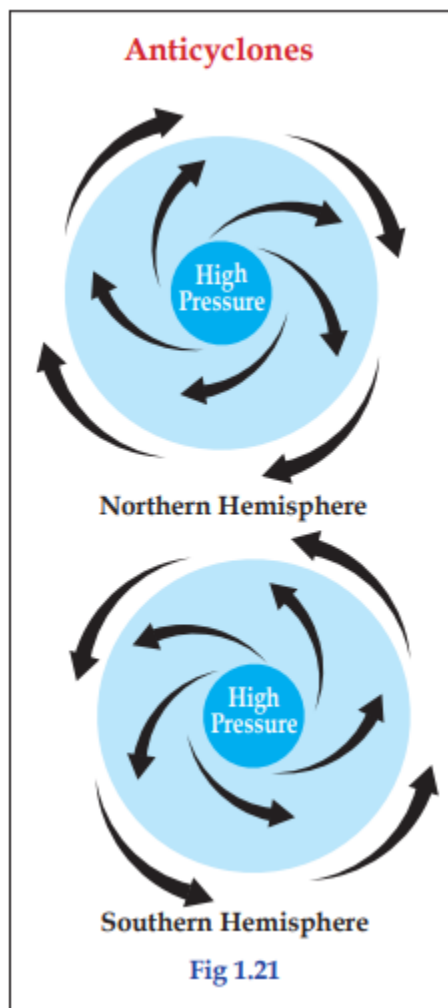 Anticyclones
High
Pressure
Northern Hemisphere
High
Pressure
Southern Hemisphere
Fig 1.21